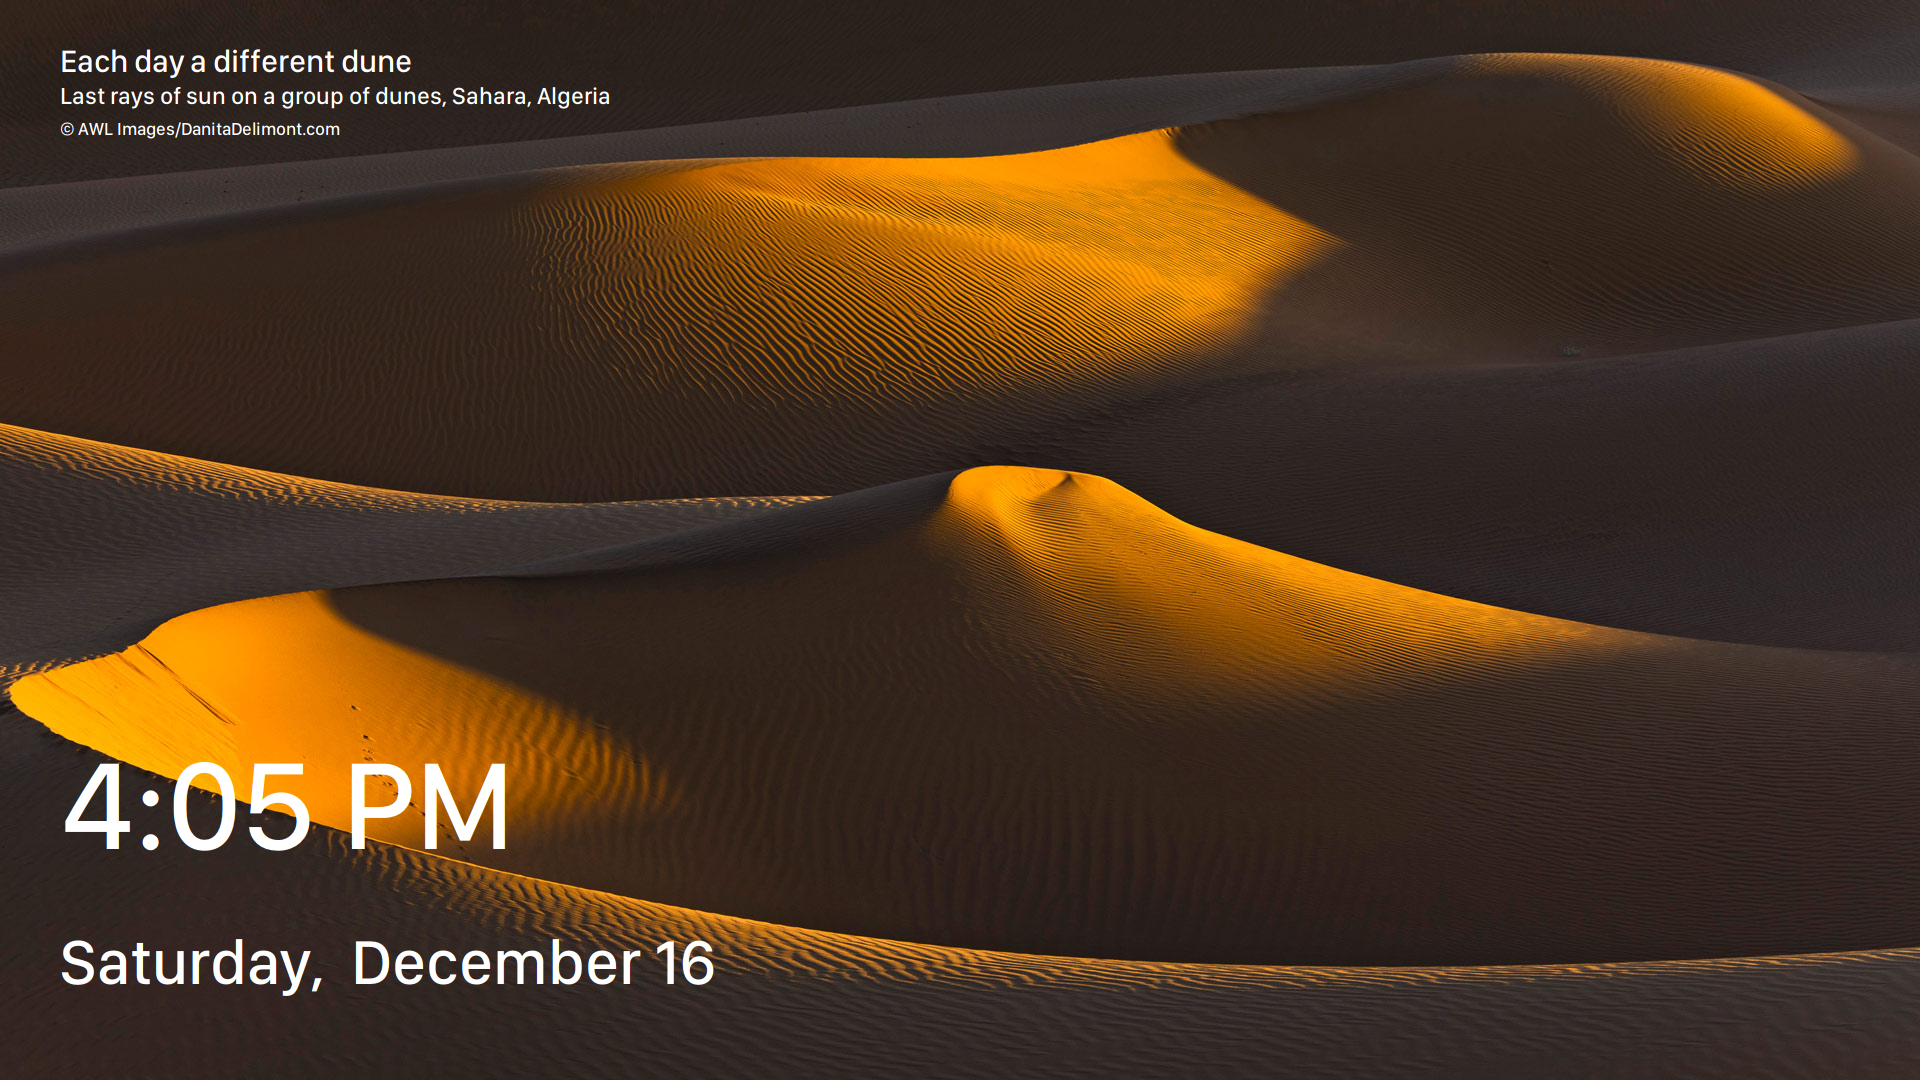 Each day a different dune
Last rays of sun on a group of dunes, Sahara, Algeria
© AWL Images/DanitaDelimont.com
4:05 PM
Saturday, December 16